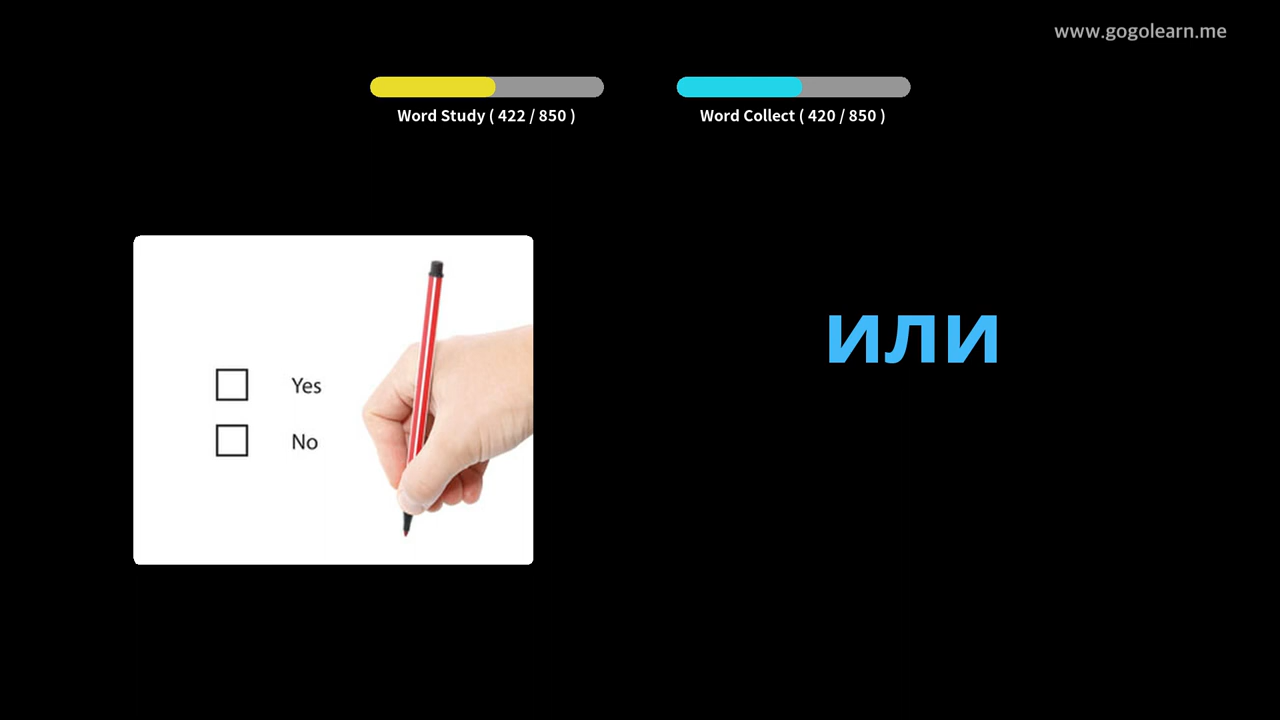 www.gogolearn.me
Word Study ( 422 / 850 )
Word Collect ( 420 / 850 )
или
Yes
No